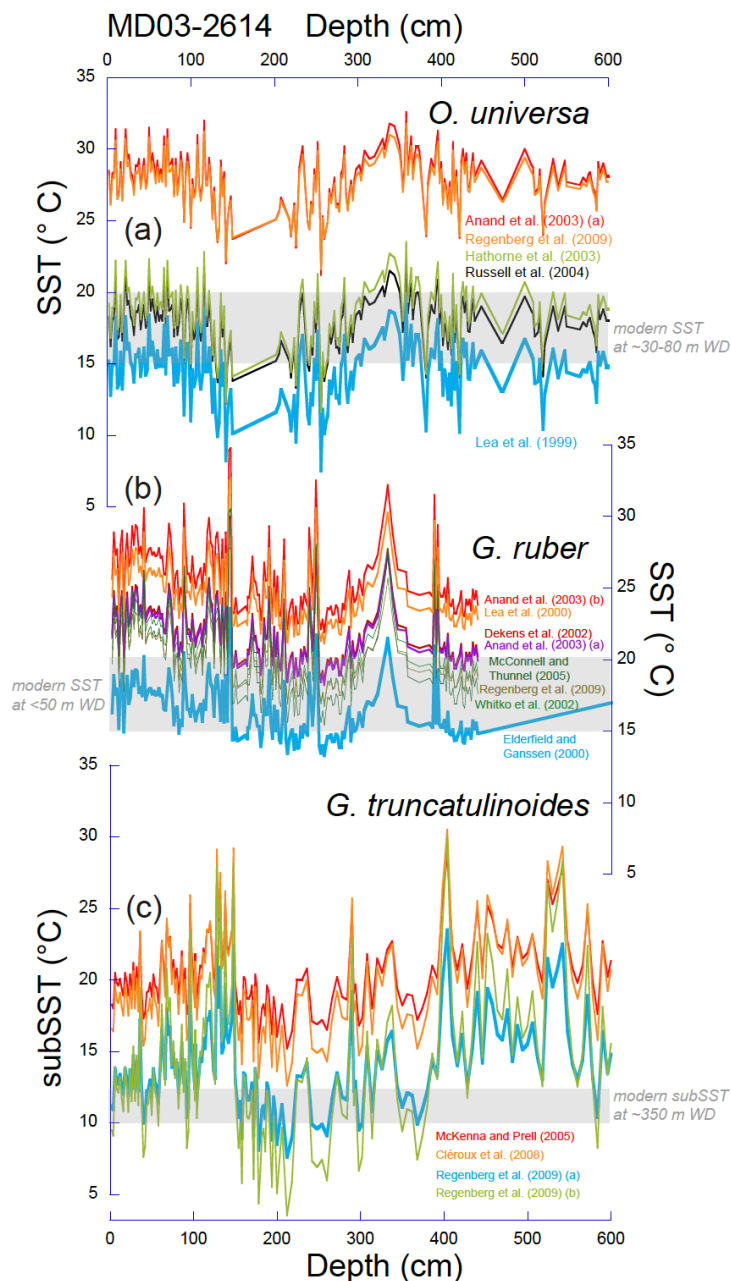 MD03-2614 Depth (cm)
0 100 200 300 400 500 600
35
O. universa
30
25
(a)
Anand et al. (2003) (a)
Regenberg et al. (2009)
Hathorne et al. (2003)
Russell et al. (2004)
SST (° C)
20
modern SST
at ~30-80 m WD
15
10
Lea et al. (1999)
5
35
(b)
30
G. ruber
Anand et al. (2003) (b)
Lea et al. (2000)
25
Dekens et al. (2002)
Anand et al. (2003) (a)
SST (° C)
20
McConnell and
Thunnel (2005)
Regenberg et al. (2009)
Whitko et al. (2002)
modern SST
at <50 m WD
15
Elderfield and
Ganssen (2000)
10
5
35
G. truncatulinoides
30
25
(c)
subSST (°C)
20
15
modern subSST
at ~350 m WD
10
McKenna and Prell (2005)
Cléroux et al. (2008)
Regenberg et al. (2009) (a)
Regenberg et al. (2009) (b)
5
0 100 200 300 400 500 600
Depth (cm)